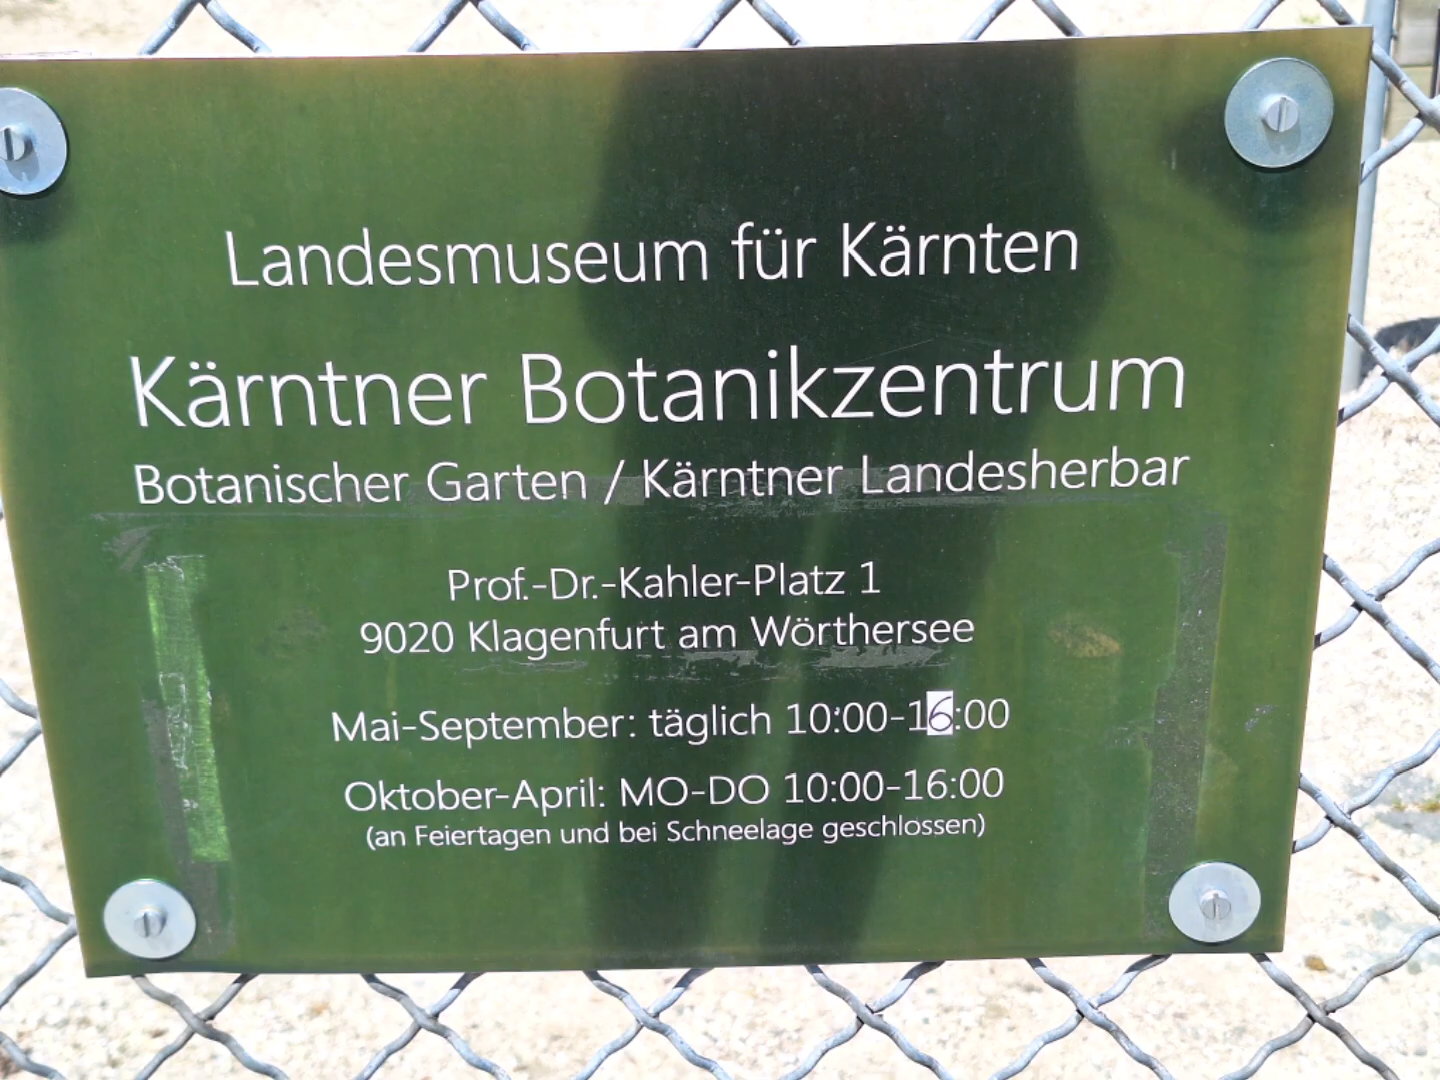 Landesmuseum für Kärnten
Kärntner Botanikzentrum
Botanischer Garten / Kärntner Landesherbar
Prof.-Dr.-Kahler-Platz 1
9020 Klagenfurt am Wörthersee
Mai-September: täglich 10:00-16:00
Oktober-April: MO-DO 10:00-16:00
(an Feiertagen und bei Schneelage geschlossen)